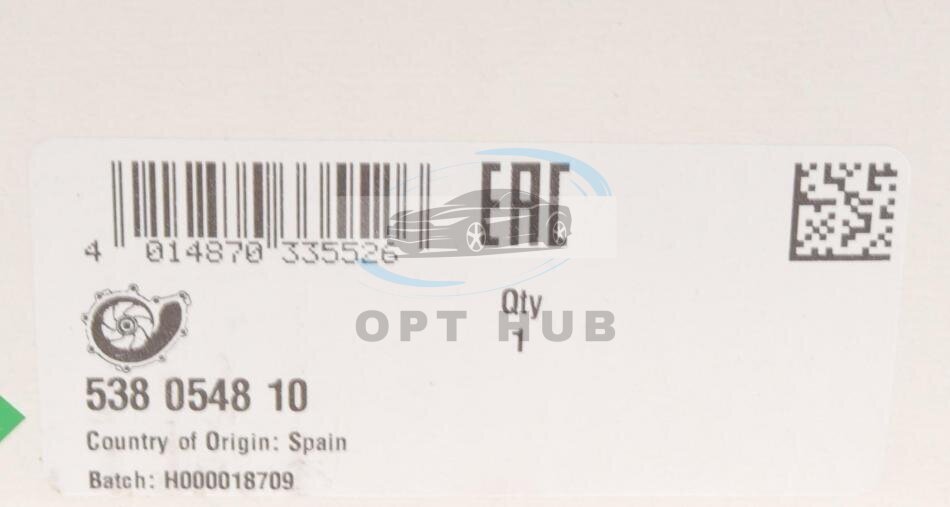 EAC
4 014870 335526
Qty
1
OPT HUB
538 0548 10
Country of Origin: Spain
Batch: H000018709